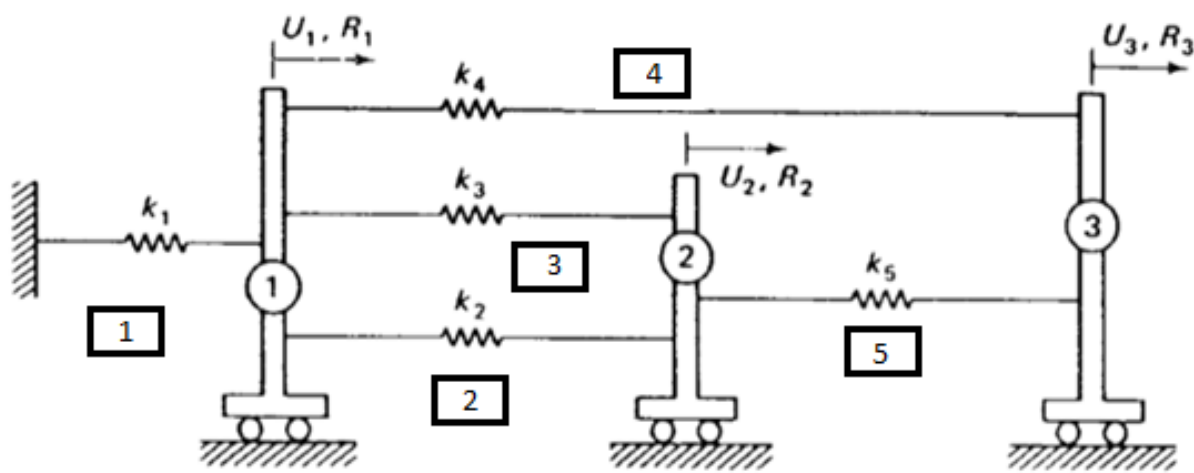 U₁, R₁
U₃, R₃
k₄
4
k₃
U₂, R₂
k₁
3
2
3
k₅
1
k₂
1
5
2